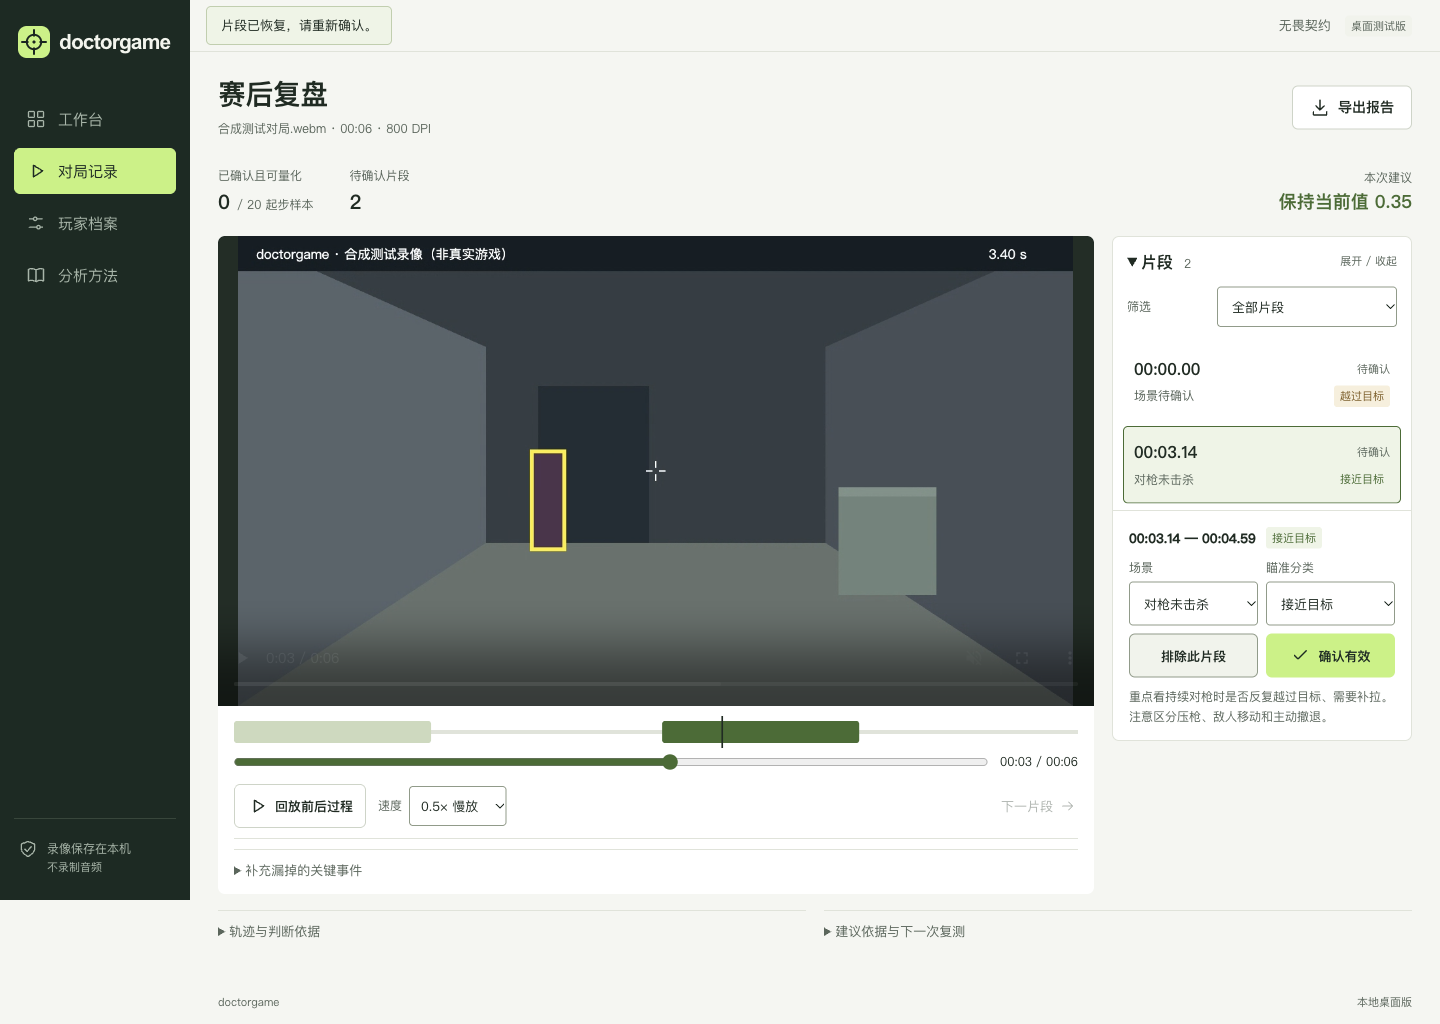 doctorgame
工作台
对局记录
玩家档案
分析方法
录像保存在本机
不录制音频
片段已恢复，请重新确认。
无畏契约
桌面测试版
赛后复盘
合成测试对局.webm · 00:06 · 800 DPI
导出报告
已确认且可量化
0 / 20 起步样本
待确认片段
2
本次建议
保持当前值 0.35
doctorgame · 合成测试录像（非真实游戏）
3.40 s
0:03 / 0:06
00:03 / 00:06
回放前后过程
速度
0.5× 慢放
下一片段
补充漏掉的关键事件
片段 2
展开 / 收起
筛选
全部片段
00:00.00
待确认
场景待确认
越过目标
00:03.14
待确认
对枪未击杀
接近目标
00:03.14 — 00:04.59
接近目标
场景
瞄准分类
对枪未击杀
接近目标
排除此片段
确认有效
重点看持续对枪时是否反复越过目标、需要补拉。
注意区分压枪、敌人移动和主动撤退。
轨迹与判断依据
建议依据与下一次复测
doctorgame
本地桌面版